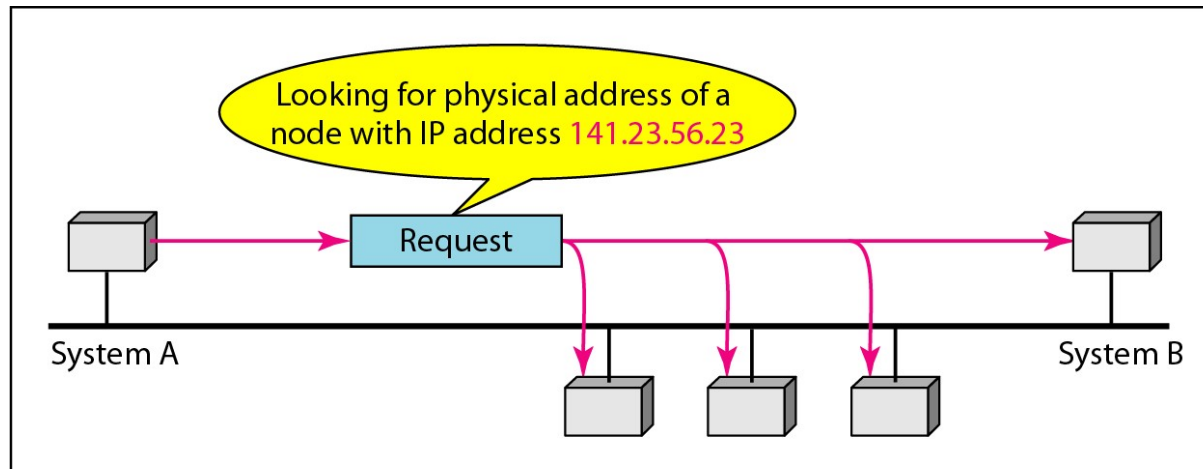 Looking for physical address of a
node with IP address 141.23.56.23
Request
System A
System B